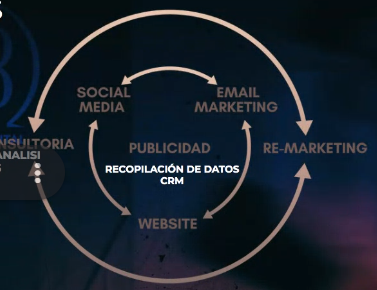 S
SOCIAL
MEDIA
EMAIL
MARKETING
NSULTORIA
ANALISI
S
PUBLICIDAD
RE-MARKETING
RECOPILACIÓN DE DATOS
CRM
WEBSITE